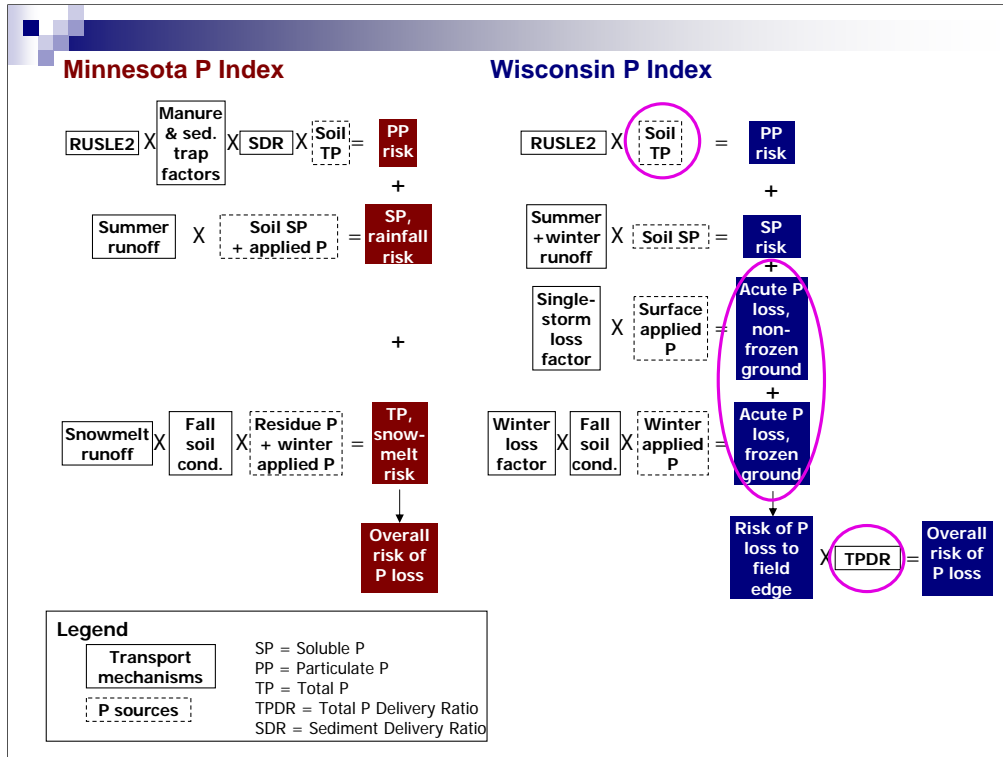 Minnesota P Index
RUSLE2 X Manure & sed. trap factors X SDR X Soil TP = PP risk
+
Summer runoff X Soil SP + applied P = SP, rainfall risk
+
Snowmelt runoff X Fall soil cond. X Residue P + winter applied P = TP, snow-melt risk
Overall risk of P loss
Wisconsin P Index
RUSLE2 X Soil TP = PP risk
+
Summer +winter runoff X Soil SP = SP risk
+
Single-storm loss factor X Surface applied P = Acute P loss, non-frozen ground
+
Winter loss factor X Fall soil cond. X Winter applied P = Acute P loss, frozen ground
Risk of P loss to field edge X TPDR = Overall risk of P loss
Legend
Transport mechanisms
P sources
SP = Soluble P
PP = Particulate P
TP = Total P
TPDR = Total P Delivery Ratio
SDR = Sediment Delivery Ratio